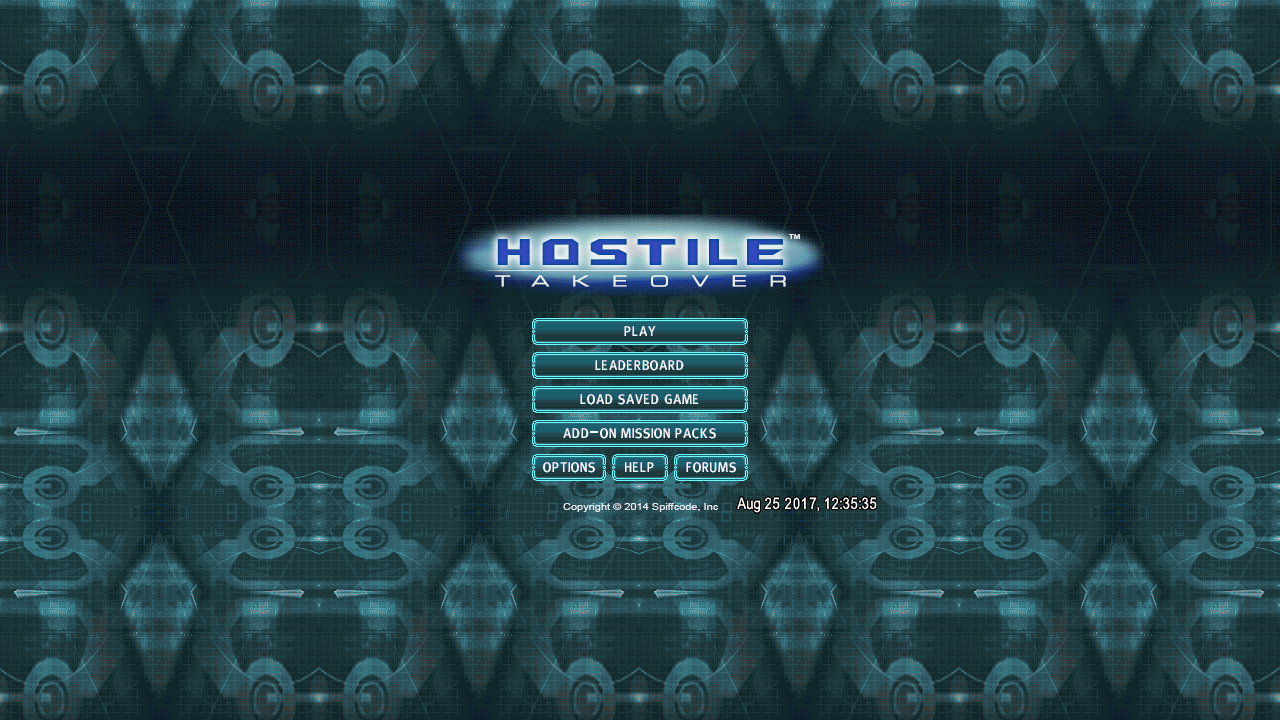 HOSTILE™
TAKEOVER
PLAY
LEADERBOARD
LOAD SAVED GAME
ADD-ON MISSION PACKS
OPTIONS HELP FORUMS
Copyright © 2014 Spiffcode, Inc Aug 25 2017, 12:35:35